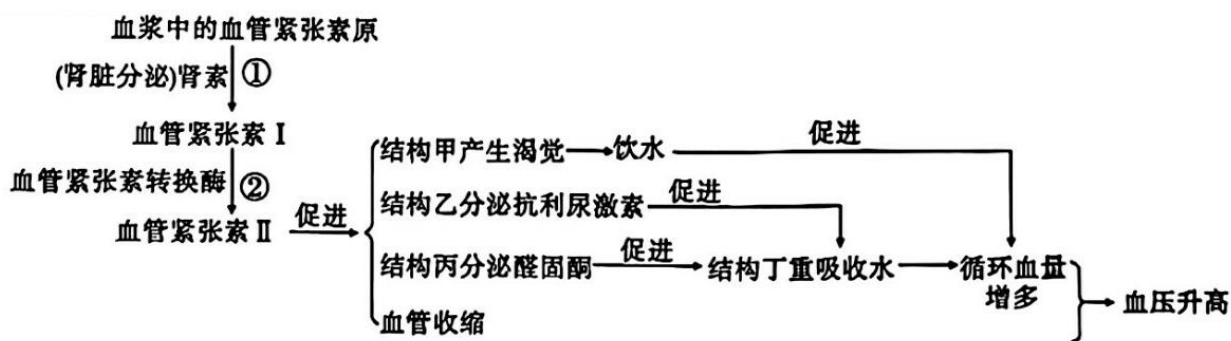 血浆中的血管紧张素原
(肾脏分泌)肾素 ①
血管紧张素Ⅰ
血管紧张素转换酶 ②
血管紧张素Ⅱ
促进
结构甲产生渴觉
饮水
促进
结构乙分泌抗利尿激素
促进
结构丙分泌醛固酮
促进
结构丁重吸收水
循环血量
增多
血管收缩
血压升高